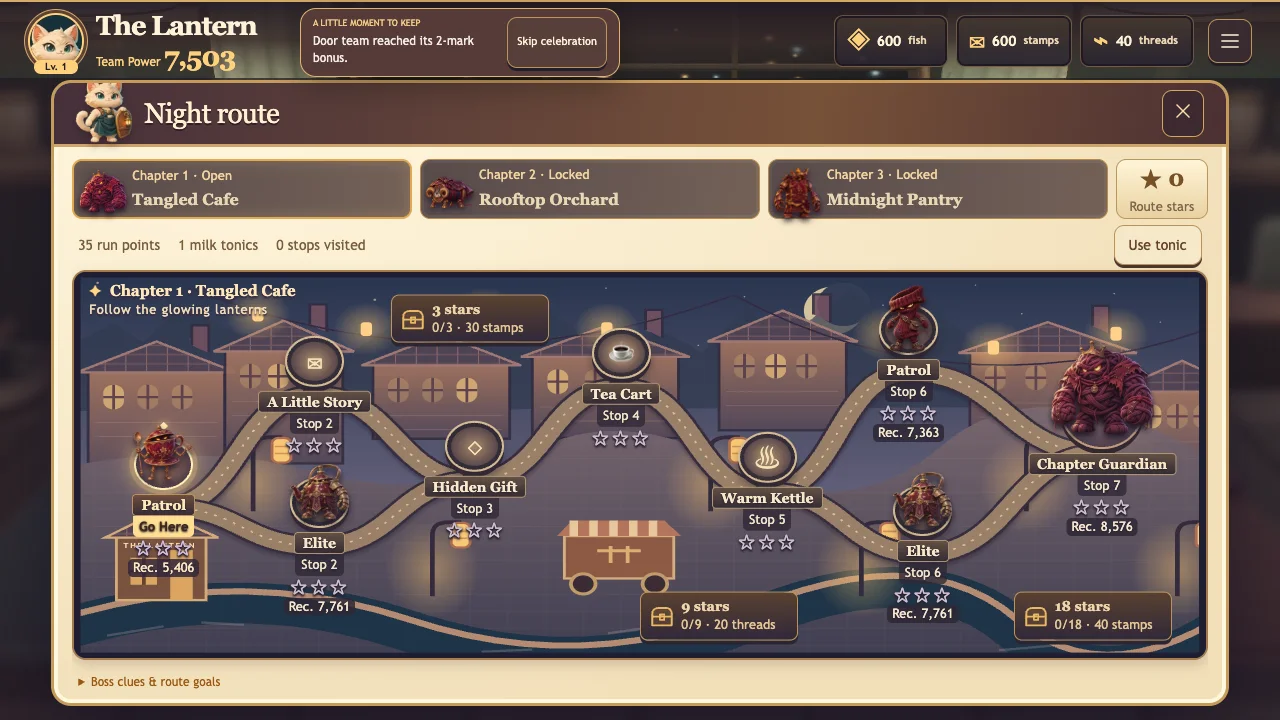 The Lantern
Lv. 1
Team Power 7,503
A LITTLE MOMENT TO KEEP
Door team reached its 2-mark
bonus.
Skip celebration
600 fish
600 stamps
40 threads
Night route
Chapter 1 · Open
Tangled Cafe
Chapter 2 · Locked
Rooftop Orchard
Chapter 3 · Locked
Midnight Pantry
★ 0
Route stars
35 run points 1 milk tonics 0 stops visited
Use tonic
Chapter 1 · Tangled Cafe
Follow the glowing lanterns
3 stars
0/3 · 30 stamps
Patrol
Go Here
Rec. 5,406
A Little Story
Stop 2
Elite
Stop 2
Rec. 7,761
Hidden Gift
Stop 3
Tea Cart
Stop 4
Warm Kettle
Stop 5
Patrol
Stop 6
Rec. 7,363
Elite
Stop 6
Rec. 7,761
Chapter Guardian
Stop 7
Rec. 8,576
9 stars
0/9 · 20 threads
18 stars
0/18 · 40 stamps
Boss clues & route goals